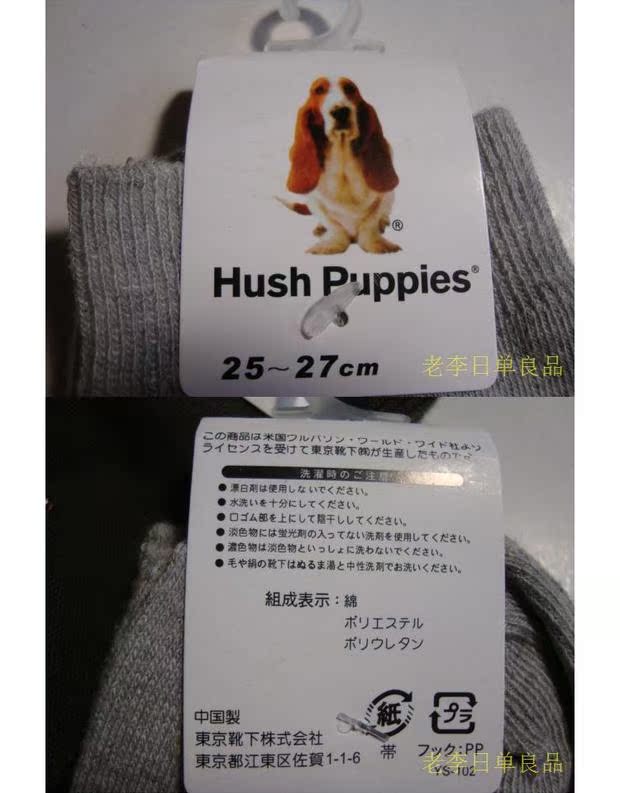 ®
Hush Puppies®
25～27cm
老李日单良品
この商品は米国ウルバリン・ワールド・ワイド社より
ライセンスを受けて東京靴下㈱が生産したものです
洗濯時のご注意
●漂白剤は使用しないでください。
●水洗いを十分にしてください。
●口ゴム部を上にして陰干ししてください。
●淡色物には蛍光剤の入ってない洗剤を使用してください。
●濃色物は淡色物といっしょに洗わないでください。
●毛や絹の靴下はぬるま湯と中性洗剤でお洗いください。
組成表示：綿
ポリエステル
ポリウレタン
中国製
東京靴下株式会社
東京都江東区佐賀1-1-6
紙
帯
プラ
フック:PP
YS-102
老李日单良品